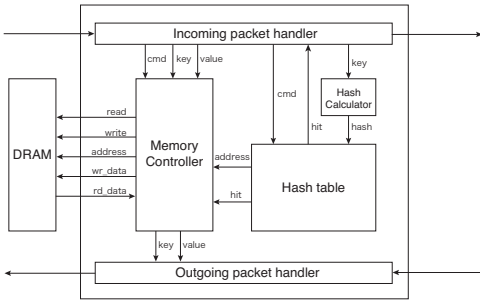 Incoming packet handler
cmd
key
value
key
cmd
hit
Hash
Calculator
hash
DRAM
read
write
address
wr_data
rd_data
Memory
Controller
address
hit
Hash table
key
value
Outgoing packet handler